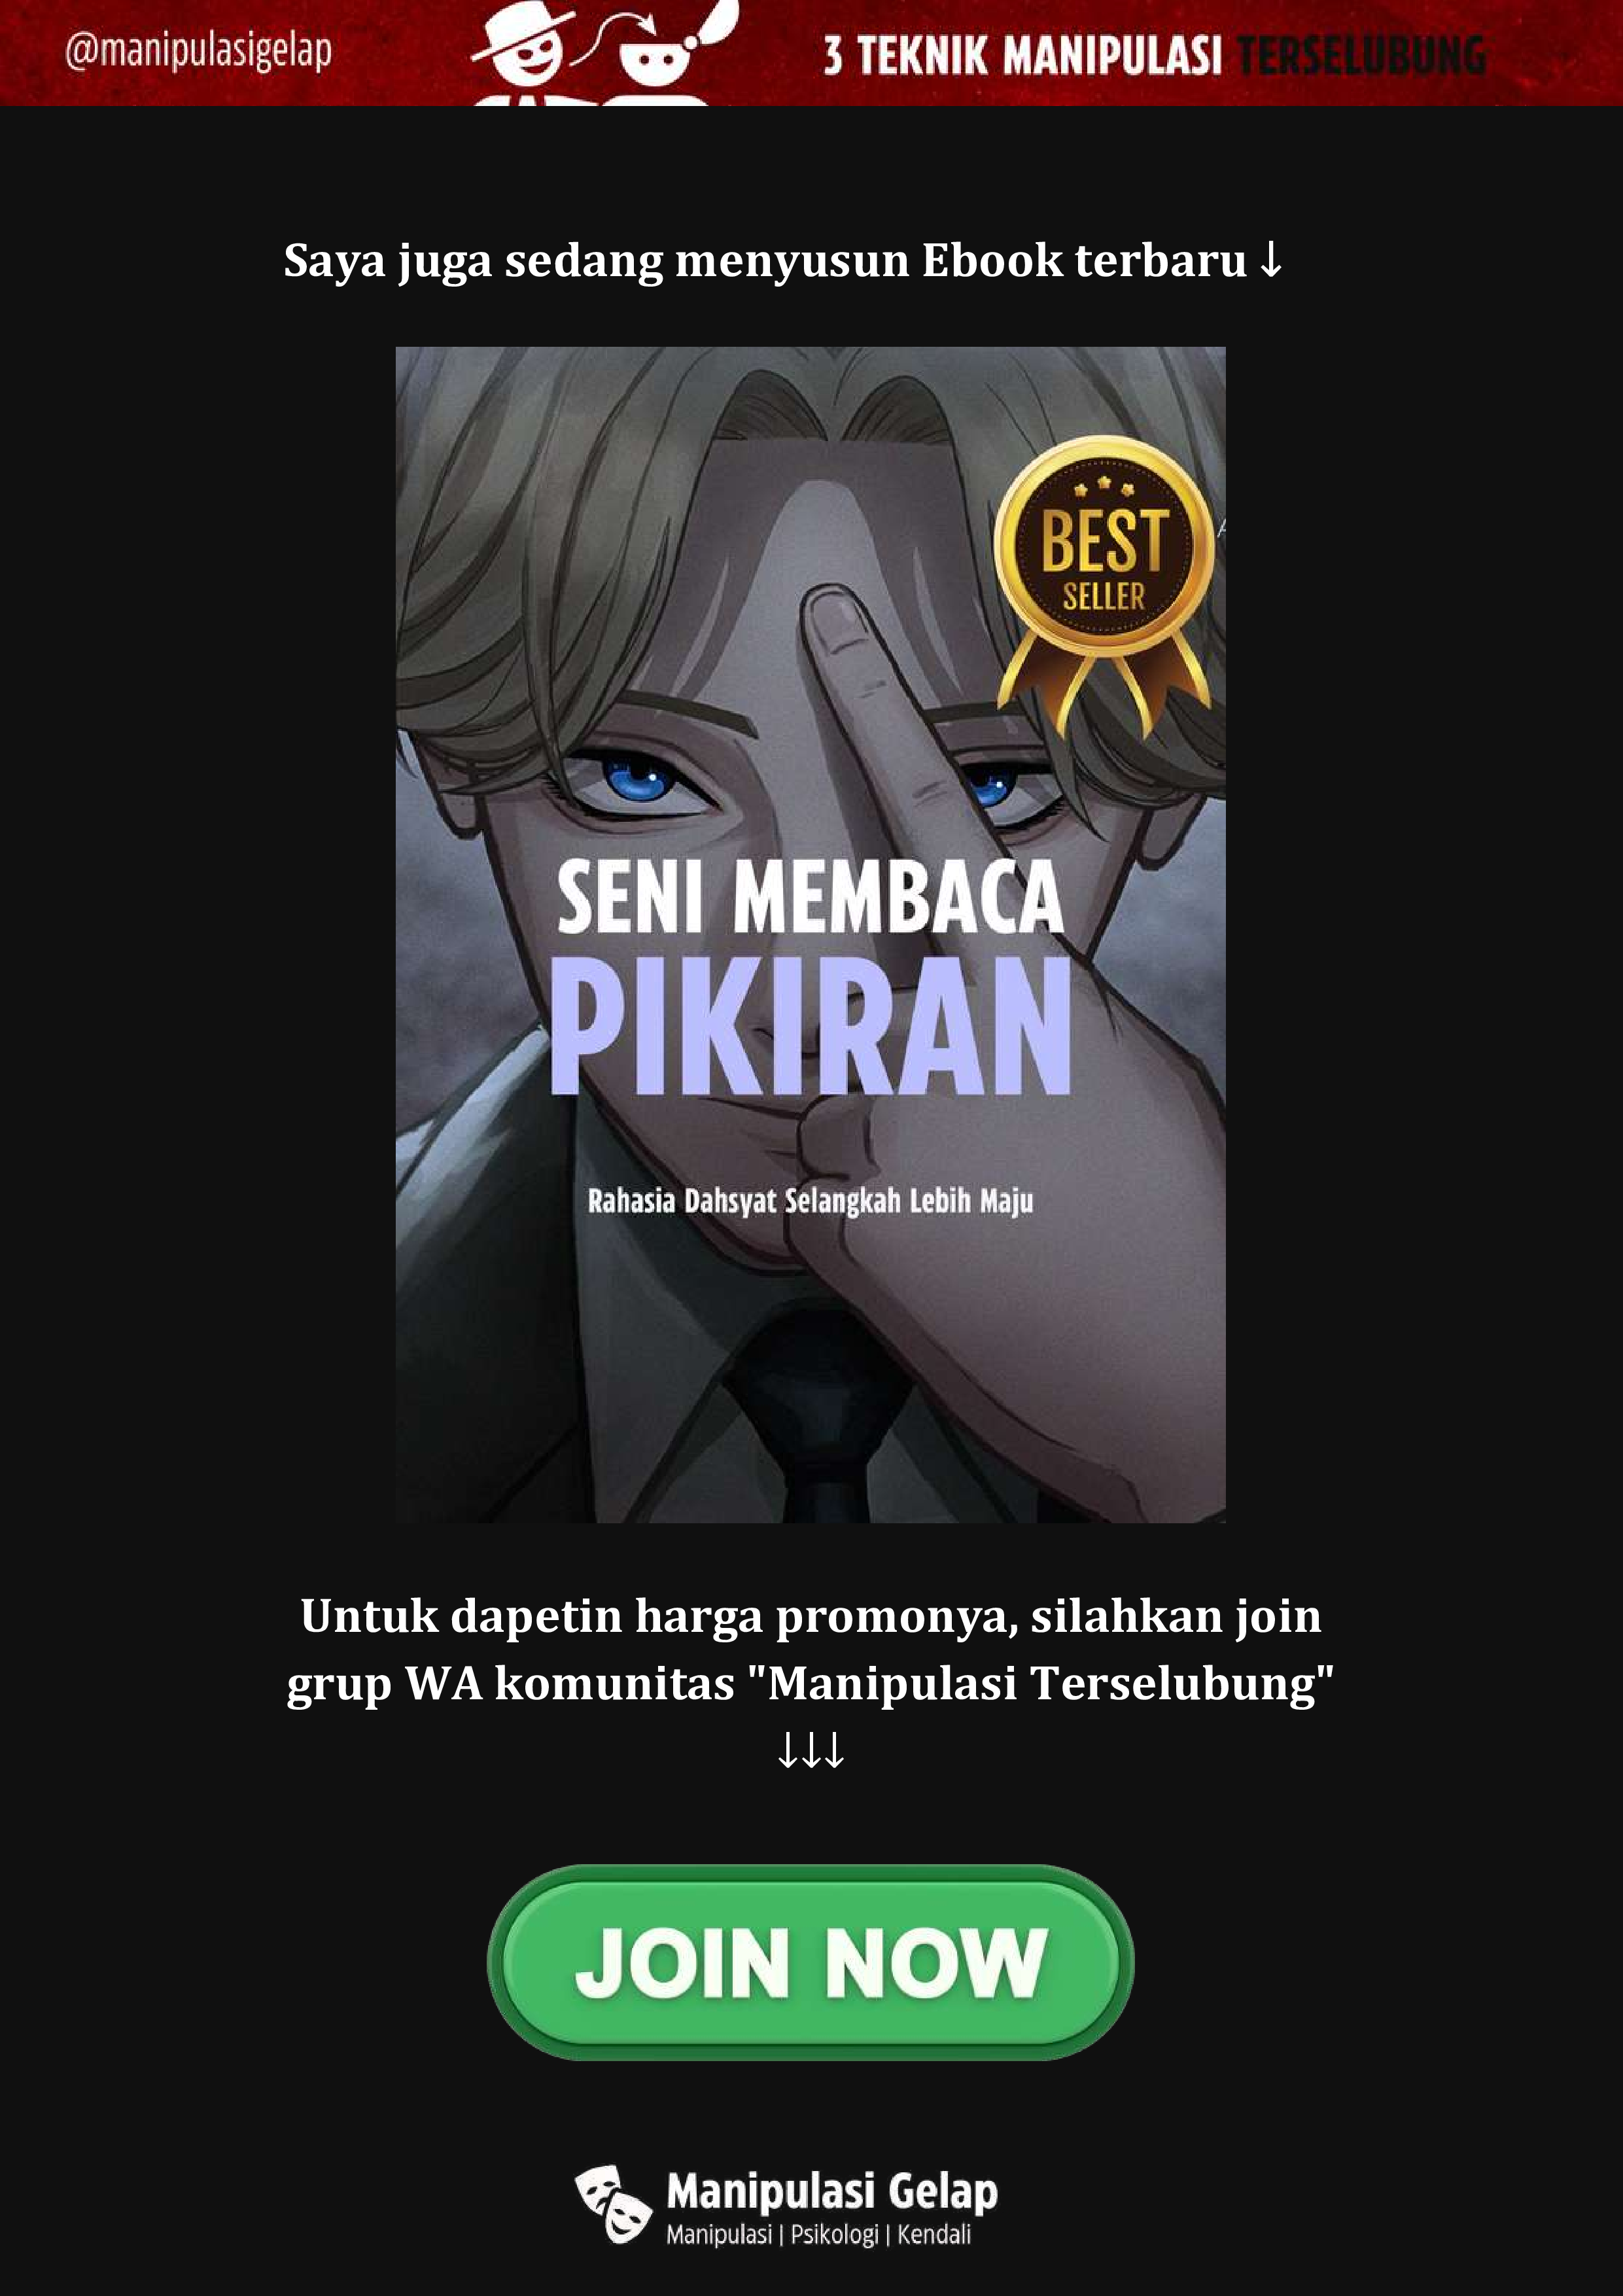 @manipulasigelap
3 TEKNIK MANIPULASI TERSELUBUNG
Saya juga sedang menyusun Ebook terbaru ↓
BEST
SELLER
SENI MEMBACA
PIKIRAN
Rahasia Dahsyat Selangkah Lebih Maju
Untuk dapetin harga promonya, silahkan join
grup WA komunitas "Manipulasi Terselubung"
↓↓↓
JOIN NOW
Manipulasi Gelap
Manipulasi | Psikologi | Kendali